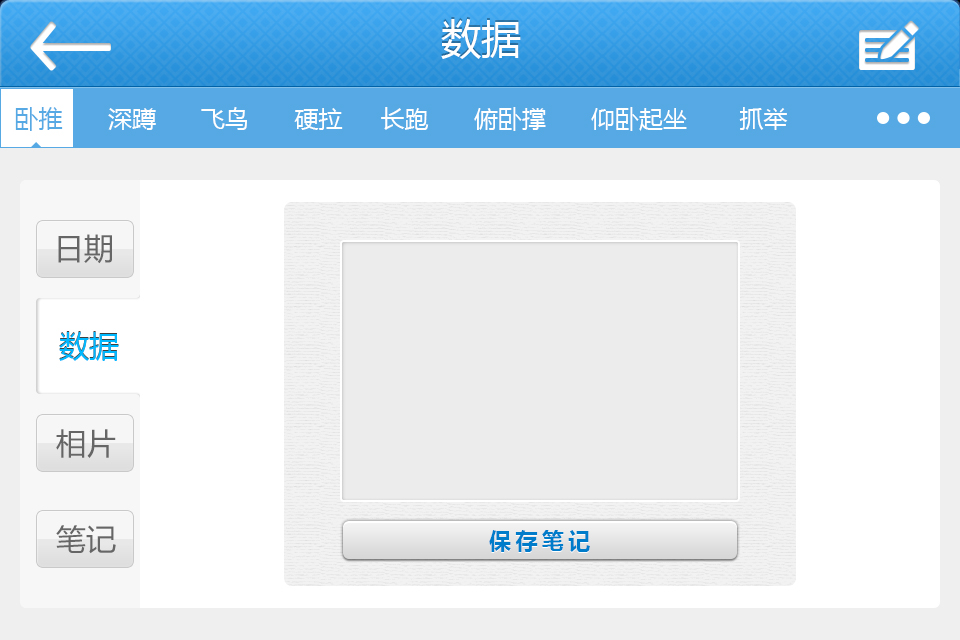 数据
卧推 深蹲 飞鸟 硬拉 长跑 俯卧撑 仰卧起坐 抓举
日期
数据
相片
笔记
保存笔记